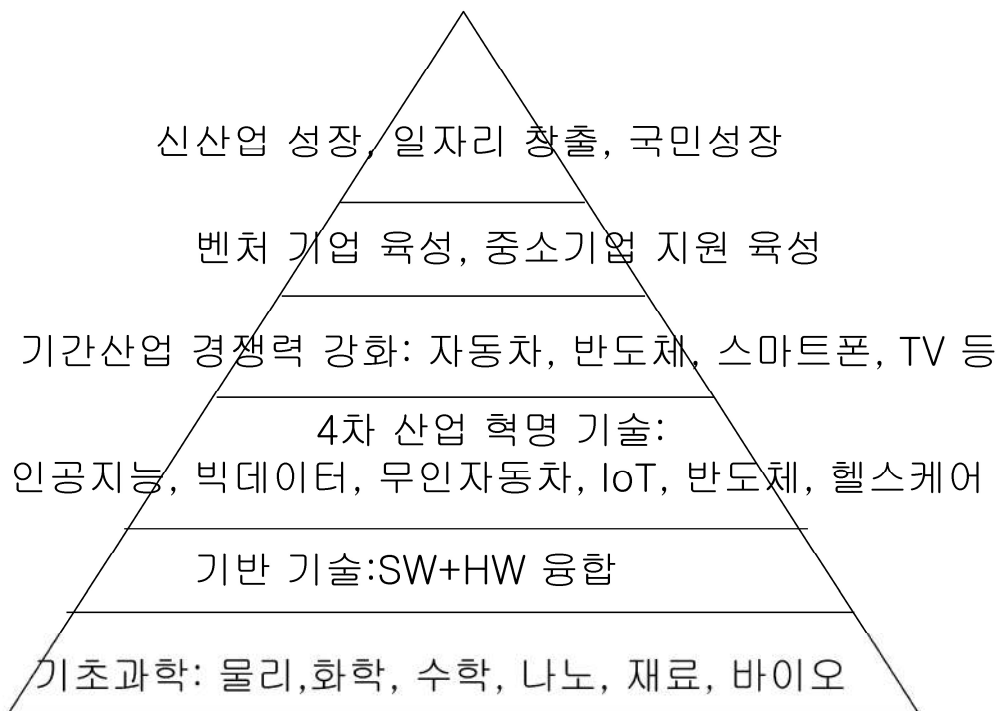 신산업 성장, 일자리 창출, 국민성장
벤처 기업 육성, 중소기업 지원 육성
기간산업 경쟁력 강화: 자동차, 반도체, 스마트폰, TV 등
4차 산업 혁명 기술:
인공지능, 빅데이터, 무인자동차, IoT, 반도체, 헬스케어
기반 기술:SW+HW 융합
기초과학: 물리,화학, 수학, 나노, 재료, 바이오